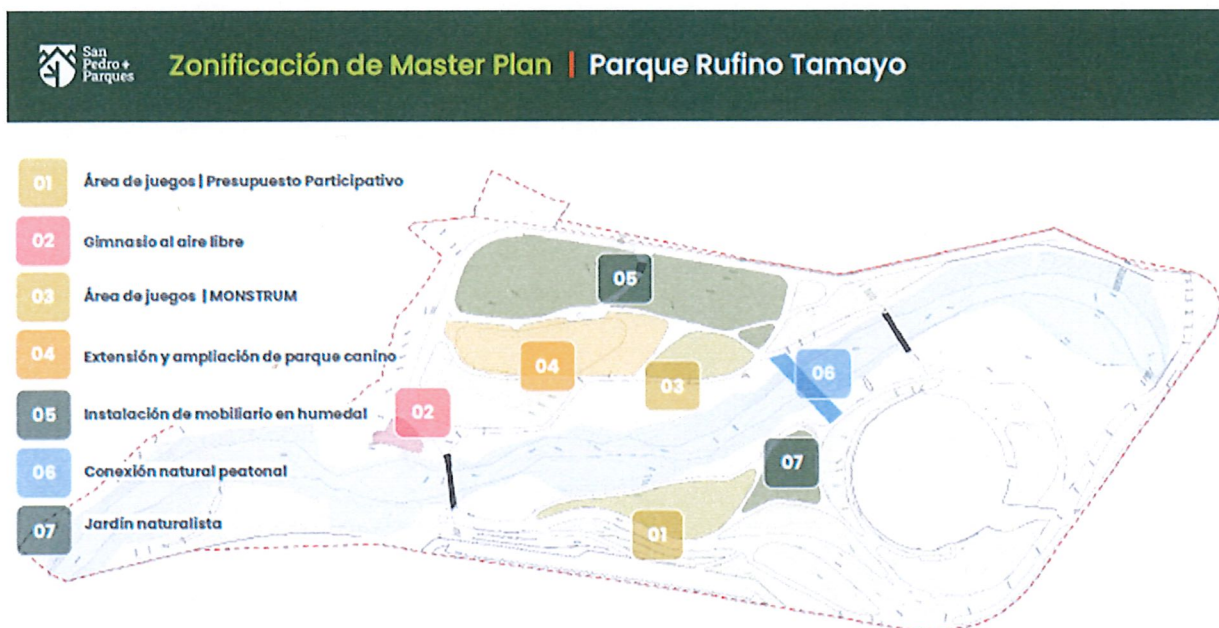 San
Pedro +
Parques
Zonificación de Master Plan | Parque Rufino Tamayo
01 Área de juegos | Presupuesto Participativo
02 Gimnasio al aire libre
03 Área de juegos | MONSTRUM
04 Extensión y ampliación de parque canino
05 Instalación de mobiliario en humedal
06 Conexión natural peatonal
07 Jardín naturalista
05
04
03
06
02
07
01